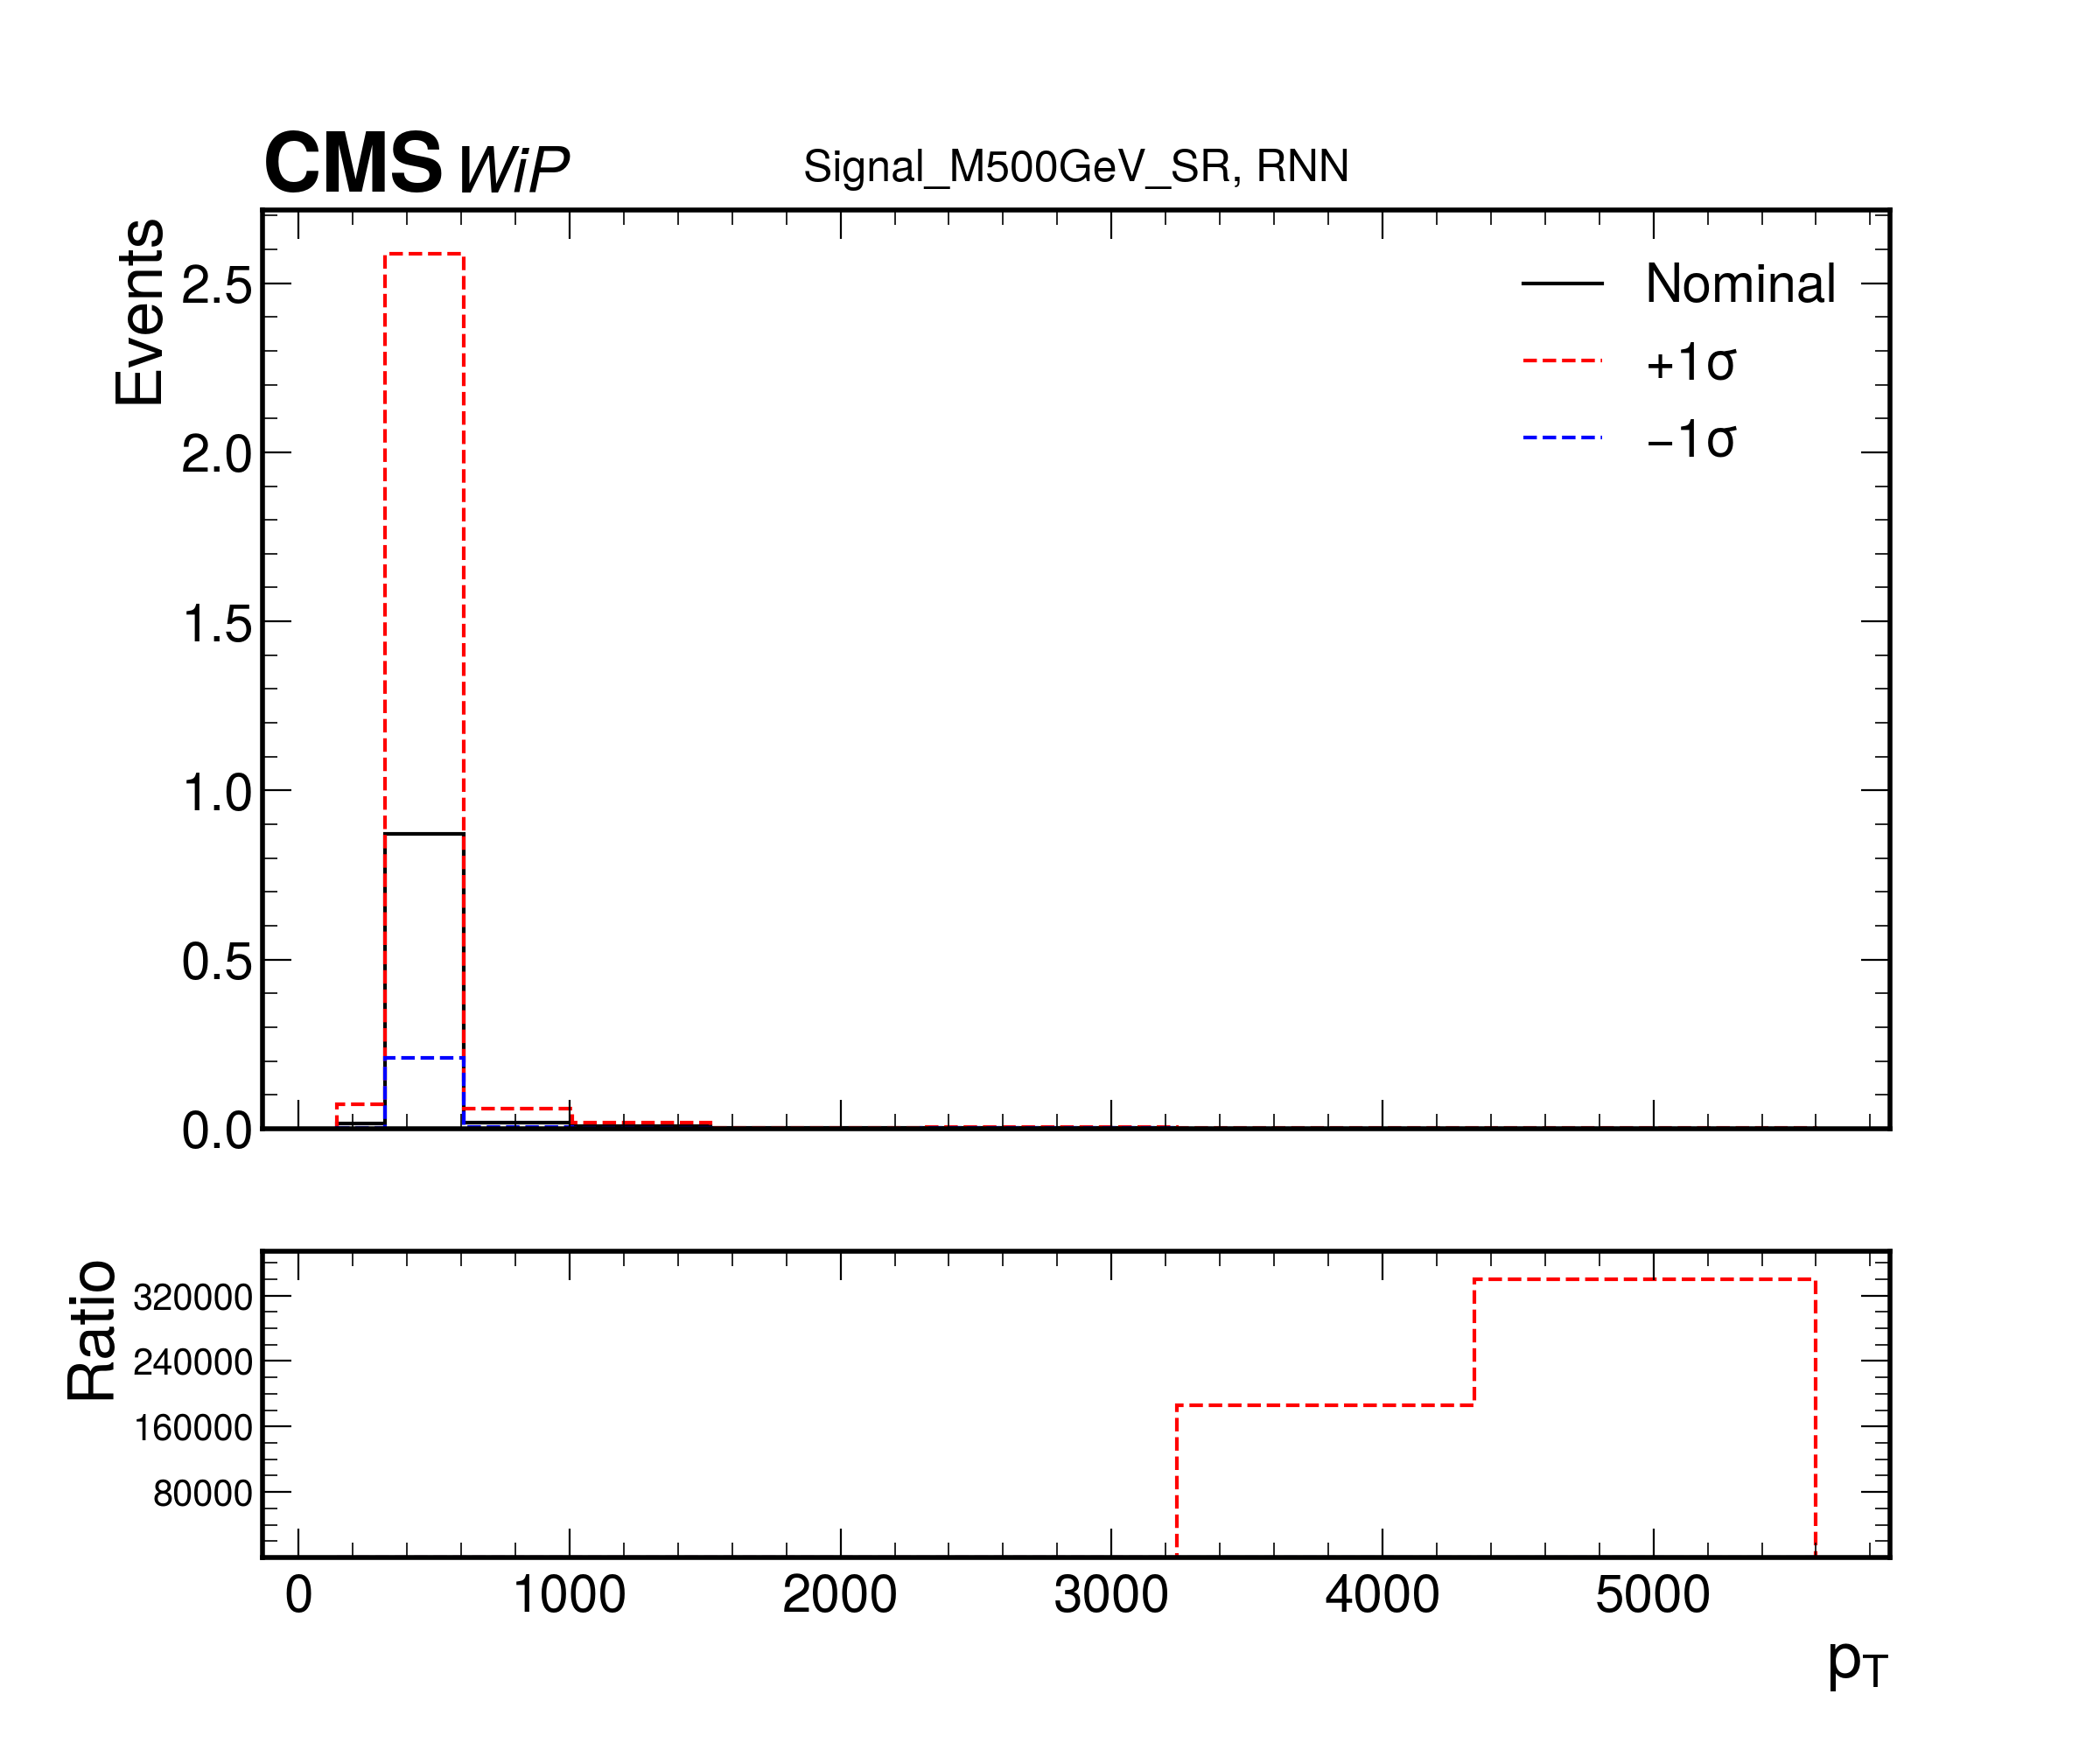 CMS WiP Signal_M500GeV_SR, RNN
Events
2.5
2.0
1.5
1.0
0.5
0.0
Nominal
+1σ
−1σ
Ratio
320000
240000
160000
80000
0 1000 2000 3000 4000 5000
pT